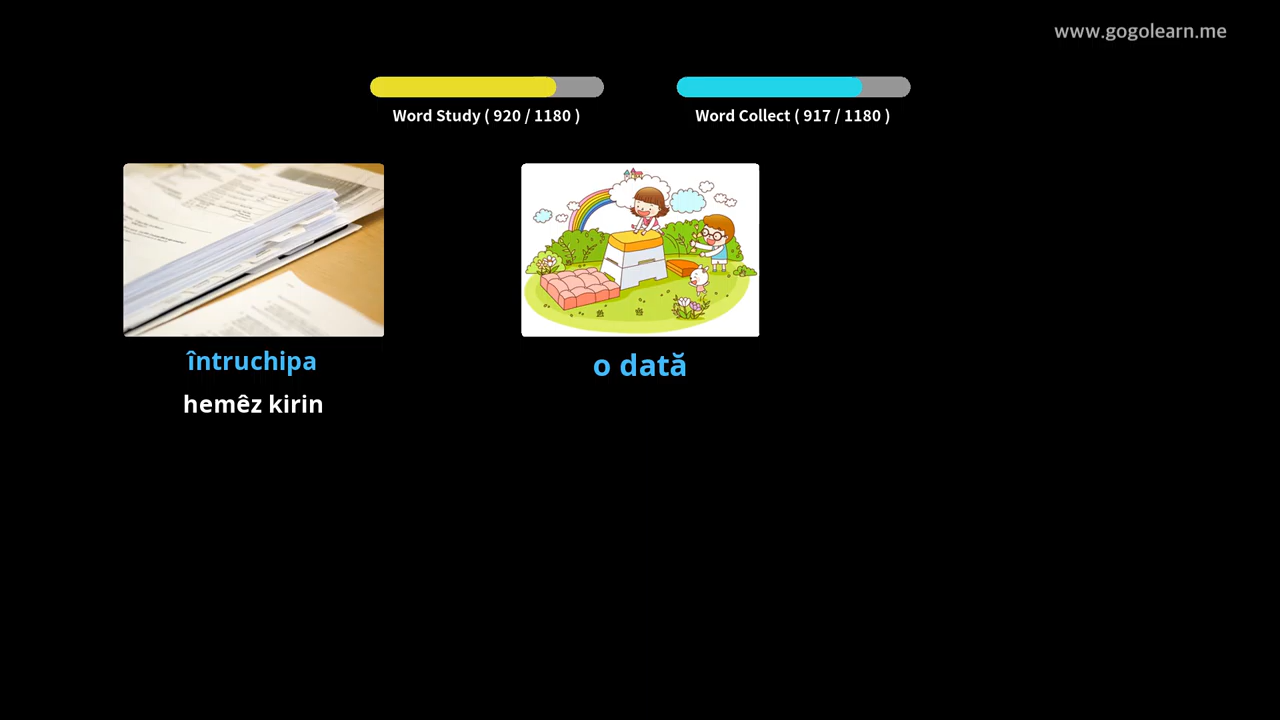 www.gogolearn.me
Word Study ( 920 / 1180 )
Word Collect ( 917 / 1180 )
întruchipa
hemêz kirin
o dată